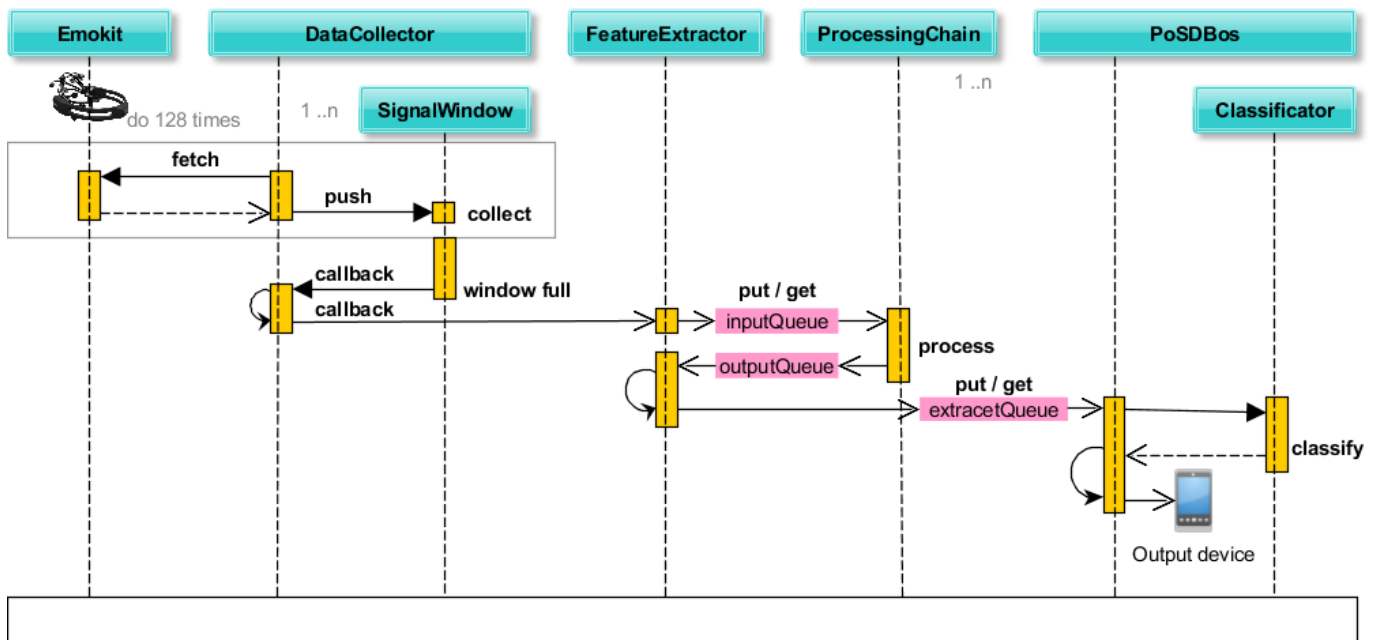 Emokit
DataCollector
FeatureExtractor
ProcessingChain
PoSDBos
do 128 times
1 ..n
SignalWindow
1 ..n
Classificator
fetch
push
collect
callback
window full
callback
put / get
inputQueue
process
outputQueue
put / get
extracetQueue
classify
Output device